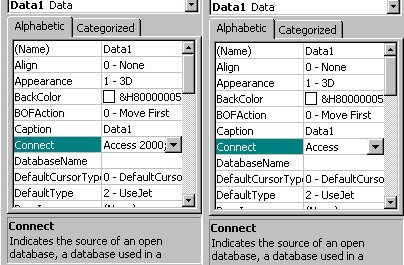 Data1 Data
Alphabetic Categorized
(Name) Data1
Align 0 - None
Appearance 1 - 3D
BackColor &H80000005
BOFAction 0 - Move First
Caption Data1
Connect Access 2000;
DatabaseName
DefaultCursorTyp 0 - DefaultCurso
DefaultType 2 - UseJet
Connect
Indicates the source of an open
database, a database used in a
Data1 Data
Alphabetic Categorized
(Name) Data1
Align 0 - None
Appearance 1 - 3D
BackColor &H80000005
BOFAction 0 - Move First
Caption Data1
Connect Access
DatabaseName
DefaultCursorTyp 0 - DefaultCurso
DefaultType 2 - UseJet
Connect
Indicates the source of an open
database, a database used in a